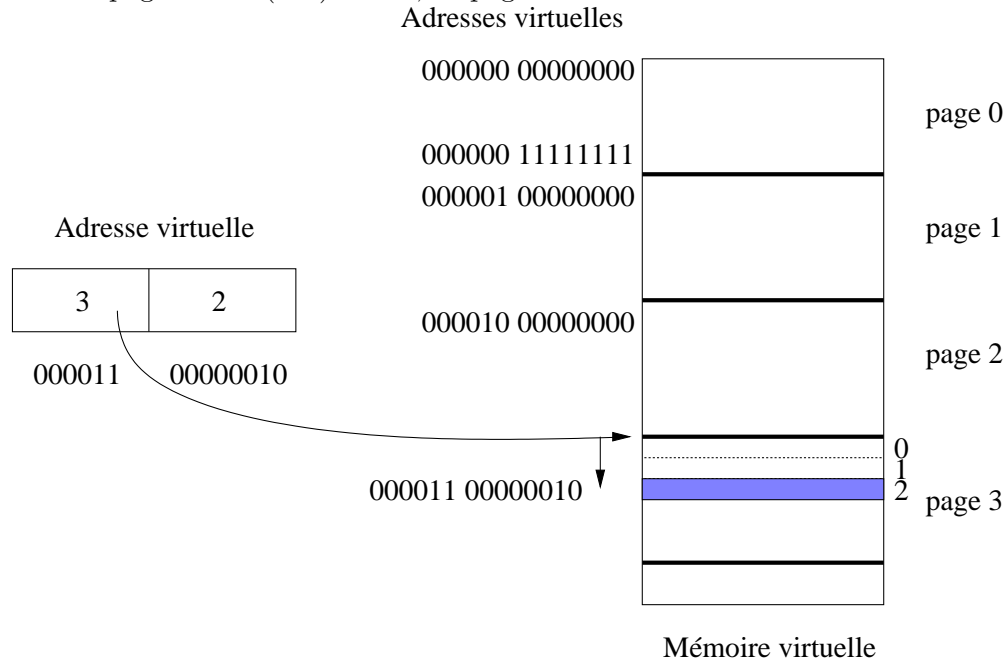 Adresses virtuelles
000000 00000000
page 0
000000 11111111
000001 00000000
page 1
Adresse virtuelle
3 2
000010 00000000
page 2
000011 00000010
0
1
000011 00000010
2
page 3
Mémoire virtuelle